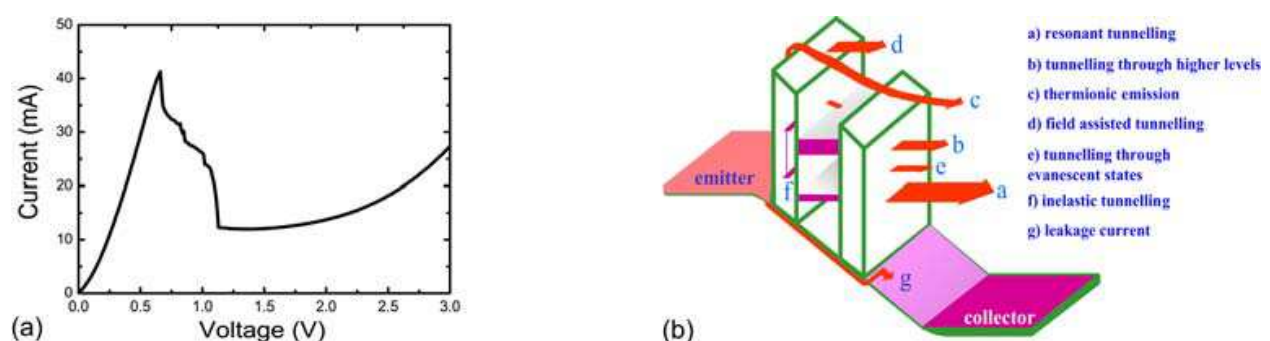 50
40
30
20
10
0
Current (mA)
0.0
0.5
1.0
1.5
2.0
2.5
3.0
Voltage (V)
(a)
d
c
b
e
a
f
g
emitter
collector
(b)
a) resonant tunnelling
b) tunnelling through higher levels
c) thermionic emission
d) field assisted tunnelling
e) tunnelling through
evanescent states
f) inelastic tunnelling
g) leakage current